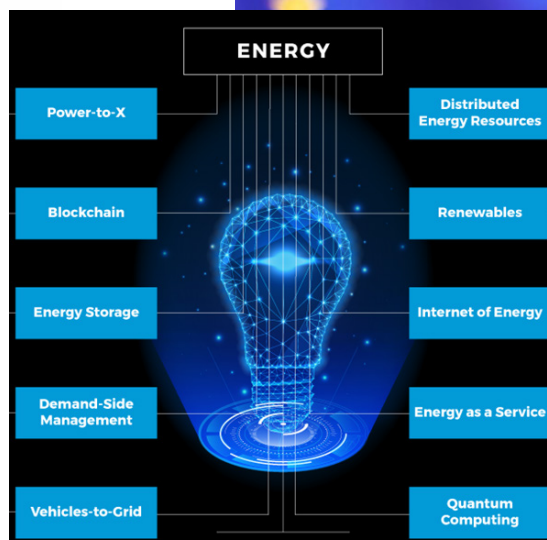 ENERGY
Power-to-X
Distributed
Energy Resources
Blockchain
Renewables
Energy Storage
Internet of Energy
Demand-Side
Management
Energy as a Service
Vehicles-to-Grid
Quantum
Computing